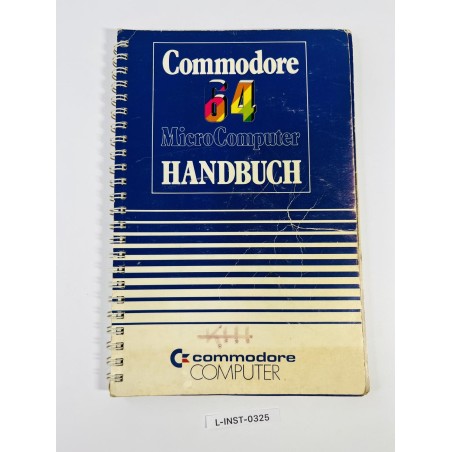 Commodore
64
MicroComputer
HANDBUCH
commodore
COMPUTER
L-INST-0325